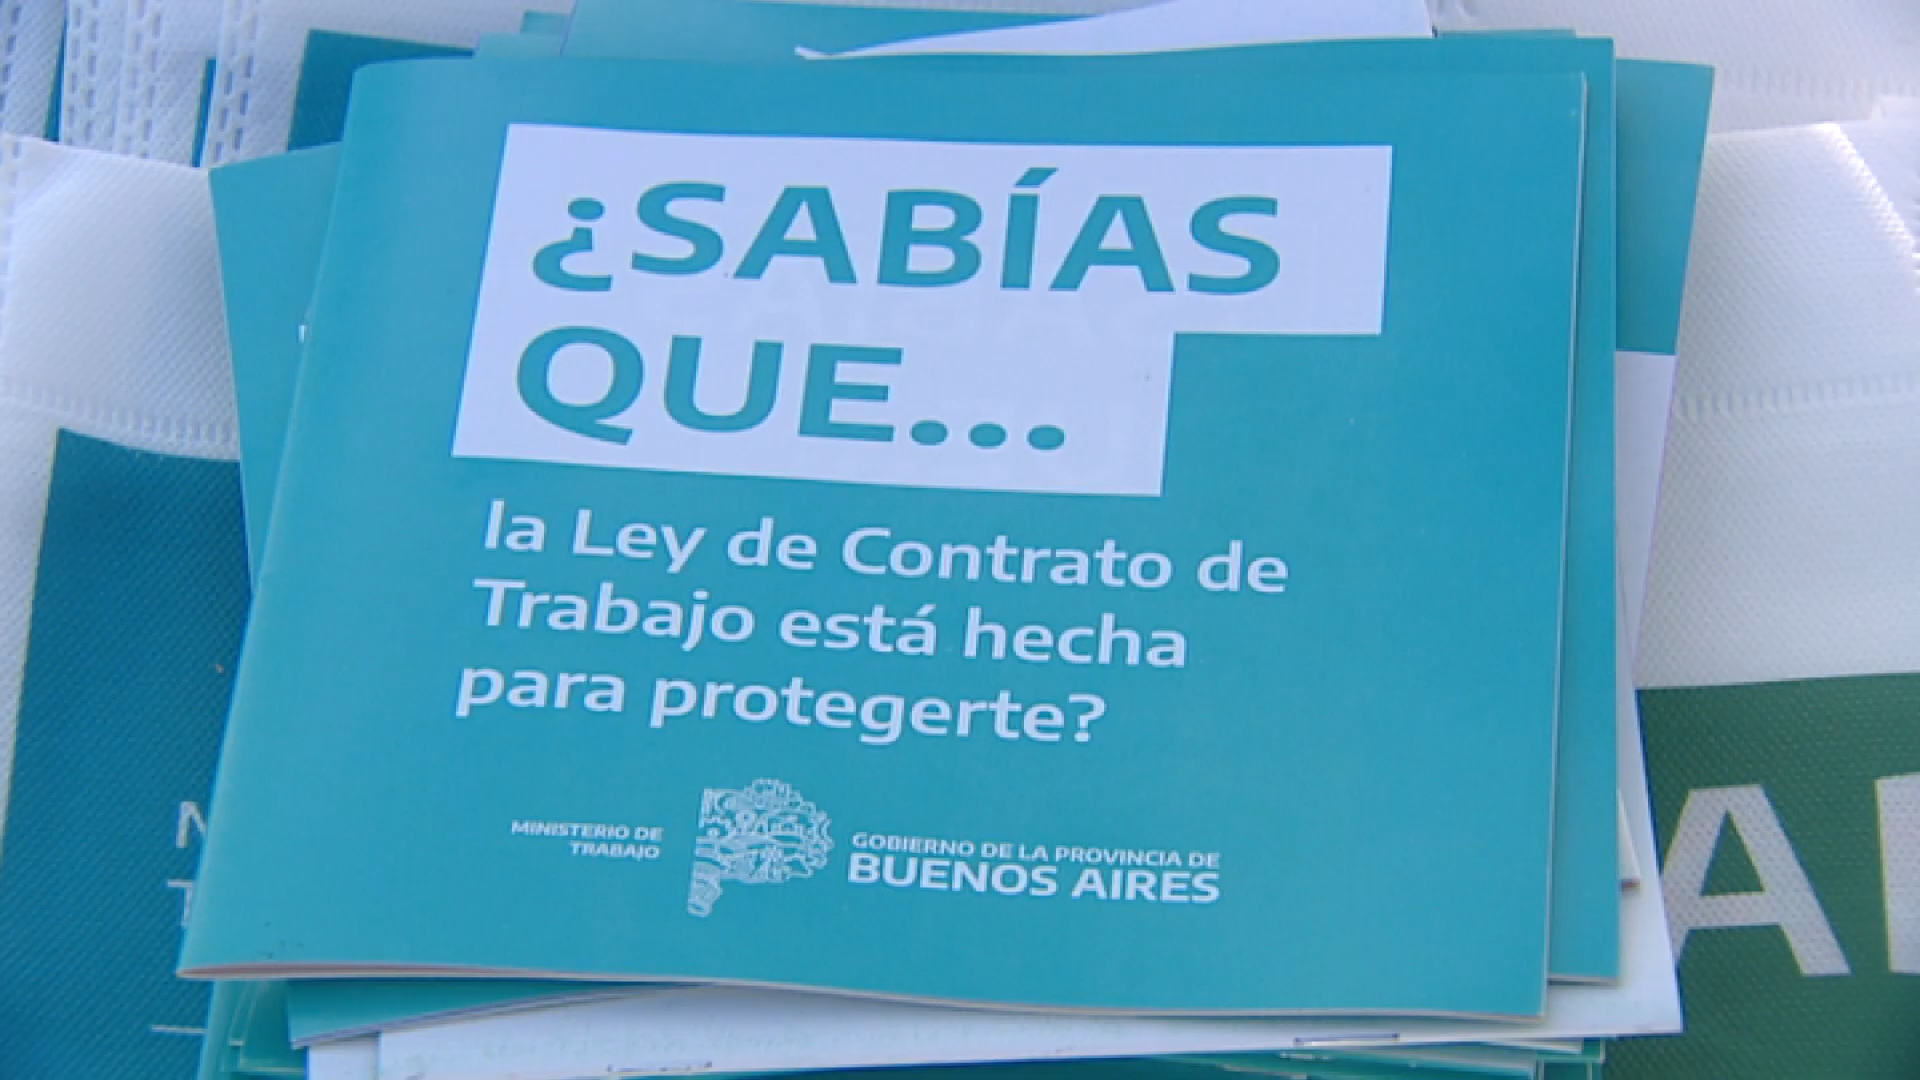 ¿SABÍAS
QUE...
la Ley de Contrato de
Trabajo está hecha
para protegerte?
MINISTERIO DE
TRABAJO
GOBIERNO DE LA PROVINCIA DE
BUENOS AIRES